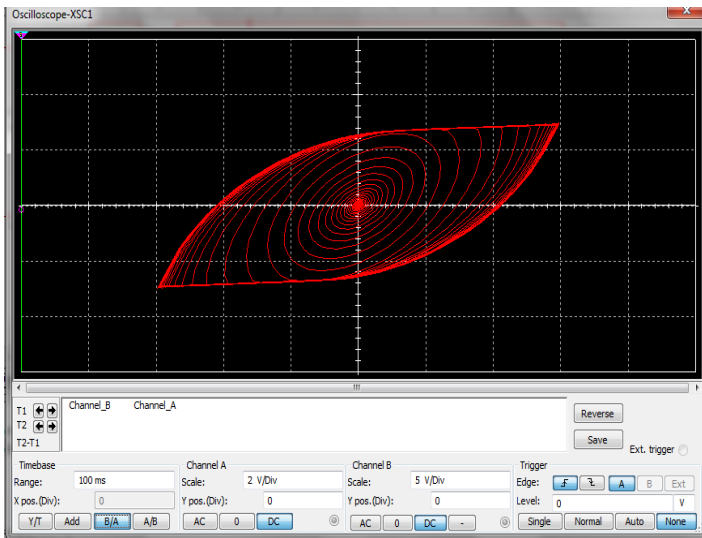 Oscilloscope-XSC1
T1
T2
T2-T1
Channel_B Channel_A
Reverse
Save
Ext. trigger
Timebase
Range: 100 ms
X pos.(Div): 0
Y/T Add B/A A/B
Channel A
Scale: 2 V/Div
Y pos.(Div): 0
AC 0 DC
Channel B
Scale: 5 V/Div
Y pos.(Div): 0
AC 0 DC -
Trigger
Edge: A B Ext
Level: 0 V
Single Normal Auto None